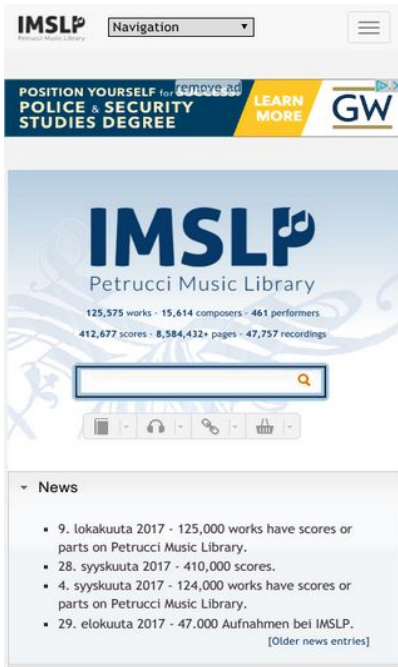 IMSLP
Petrucci Music Library
Navigation
POSITION YOURSELF for SUCCESS!
remove ad
POLICE & SECURITY
STUDIES DEGREE
LEARN
MORE
GW
IMSLP
Petrucci Music Library
125,575 works · 15,614 composers · 461 performers
412,677 scores · 8,584,432+ pages · 47,757 recordings
News
9. lokakuuta 2017 - 125,000 works have scores or
parts on Petrucci Music Library.
28. syyskuuta 2017 - 410,000 scores.
4. syyskuuta 2017 - 124,000 works have scores or
parts on Petrucci Music Library.
29. elokuuta 2017 - 47.000 Aufnahmen bei IMSLP.
[Older news entries]